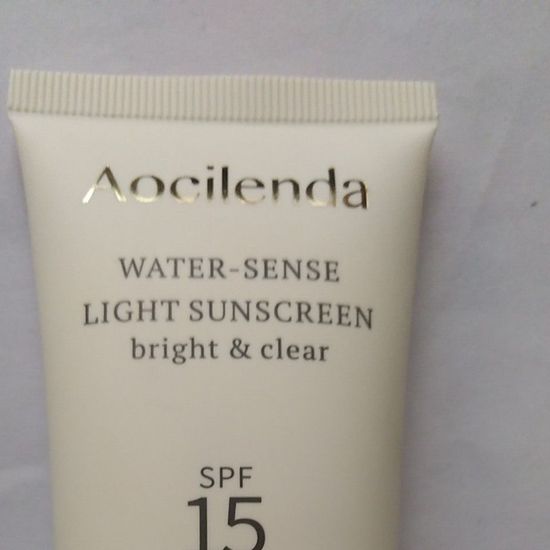 Aocilenda
WATER-SENSE
LIGHT SUNSCREEN
bright & clear
SPF
15